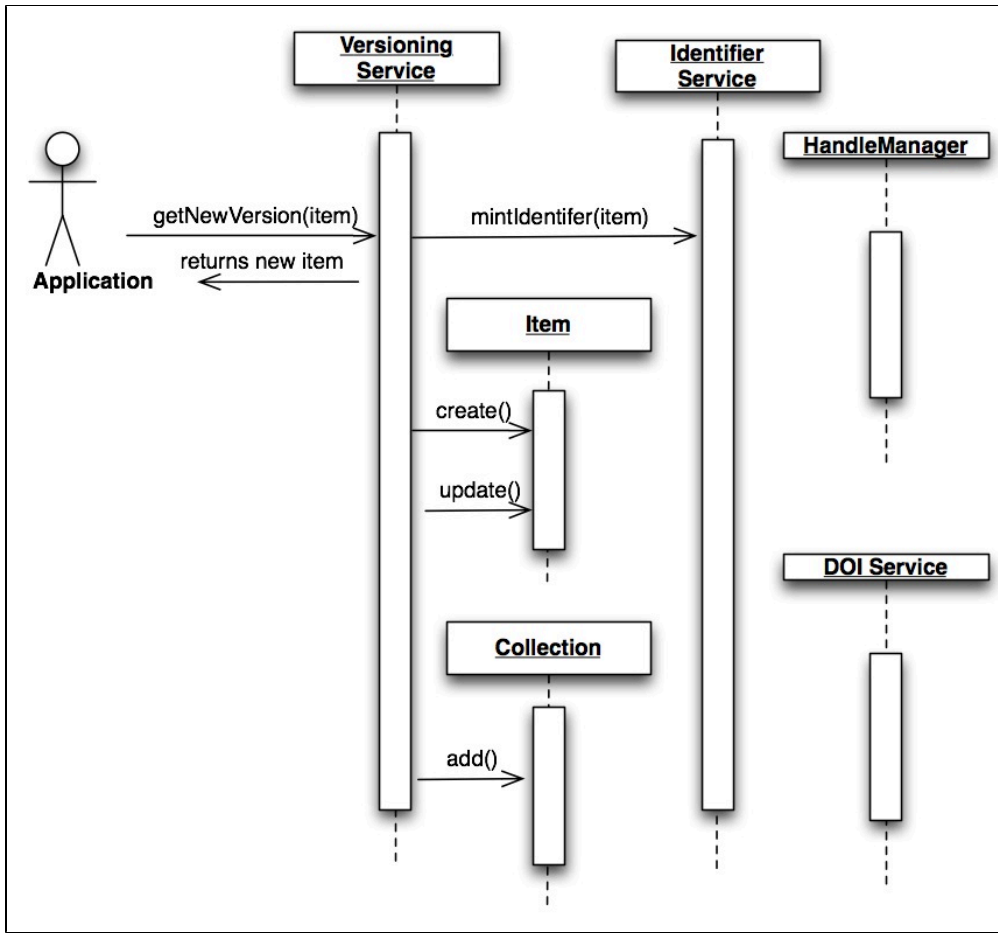 Versioning
Service
Identifier
Service
HandleManager
getNewVersion(item)
mintIdentifer(item)
returns new item
Application
Item
create()
update()
DOI Service
Collection
add()